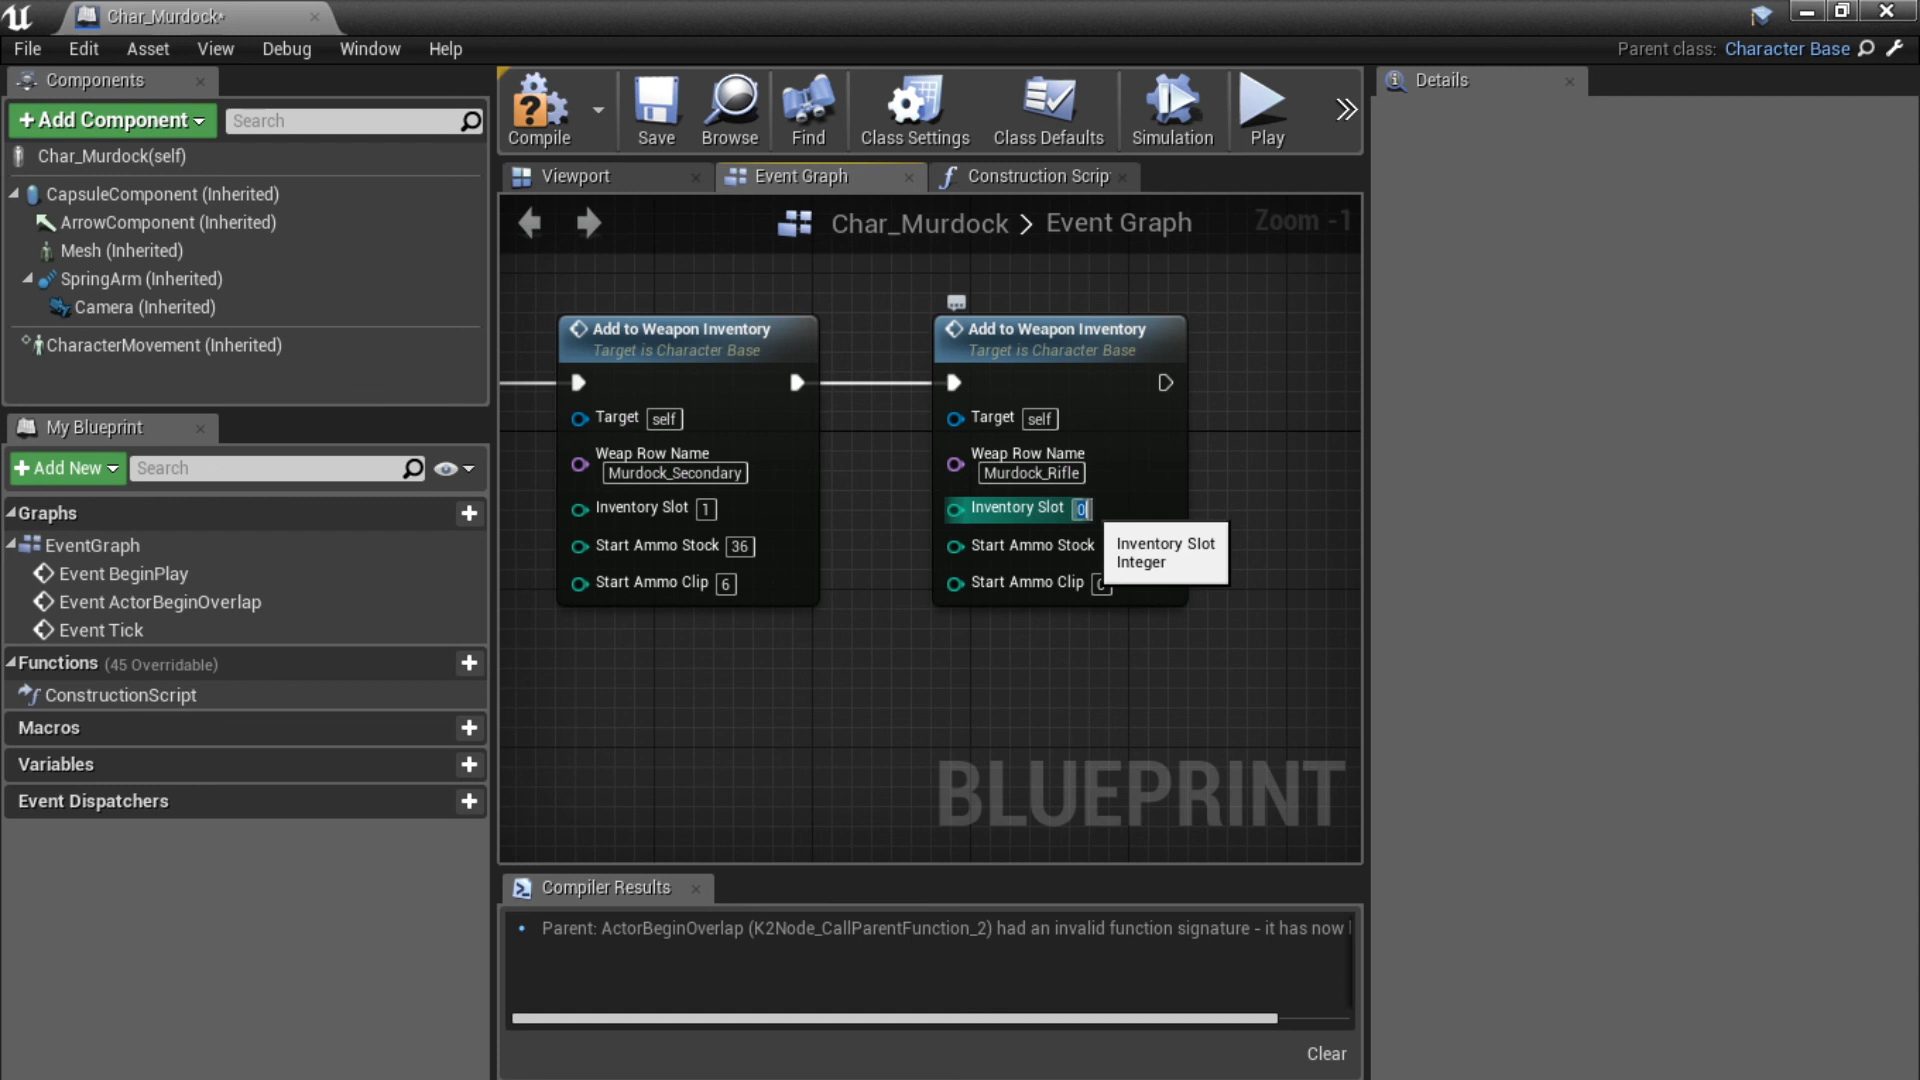 Char_Murdock*
File Edit Asset View Debug Window Help
Parent class: Character Base
Components
+Add Component
Search
Char_Murdock(self)
CapsuleComponent (Inherited)
ArrowComponent (Inherited)
Mesh (Inherited)
SpringArm (Inherited)
Camera (Inherited)
CharacterMovement (Inherited)
My Blueprint
+Add New
Search
Graphs
EventGraph
Event BeginPlay
Event ActorBeginOverlap
Event Tick
Functions (45 Overridable)
ConstructionScript
Macros
Variables
Event Dispatchers
Compile Save Browse Find Class Settings Class Defaults Simulation Play
Viewport Event Graph Construction Scrip
Char_Murdock > Event Graph
Zoom -1
Add to Weapon Inventory
Target is Character Base
Target self
Weap Row Name
Murdock_Secondary
Inventory Slot 1
Start Ammo Stock 36
Start Ammo Clip 6
Add to Weapon Inventory
Target is Character Base
Target self
Weap Row Name
Murdock_Rifle
Inventory Slot 0
Start Ammo Stock
Start Ammo Clip
Inventory Slot
Integer
BLUEPRINT
Compiler Results
Parent: ActorBeginOverlap (K2Node_CallParentFunction_2) had an invalid function signature - it has now
Clear
Details